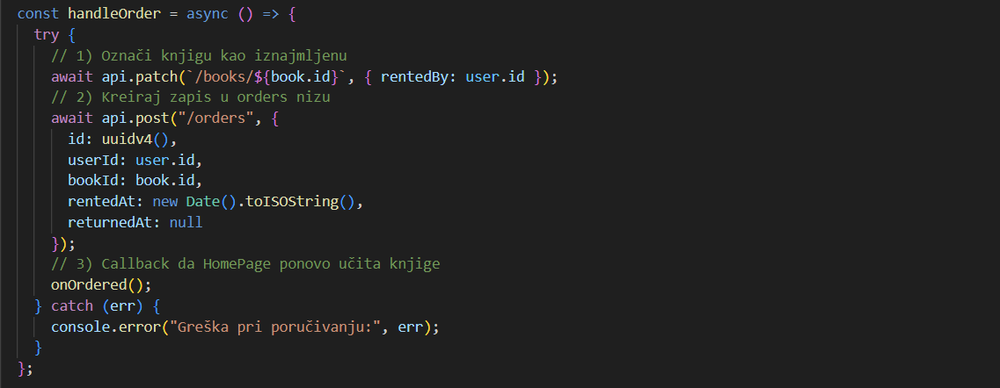 const handleOrder = async () => {
  try {
    // 1) Označi knjigu kao iznajmljenu
    await api.patch(`/books/${book.id}`, { rentedBy: user.id });
    // 2) Kreiraj zapis u orders nizu
    await api.post("/orders", {
      id: uuidv4(),
      userId: user.id,
      bookId: book.id,
      rentedAt: new Date().toISOString(),
      returnedAt: null
    });
    // 3) Callback da HomePage ponovo učita knjige
    onOrdered();
  } catch (err) {
    console.error("Greška pri poručivanju:", err);
  }
};